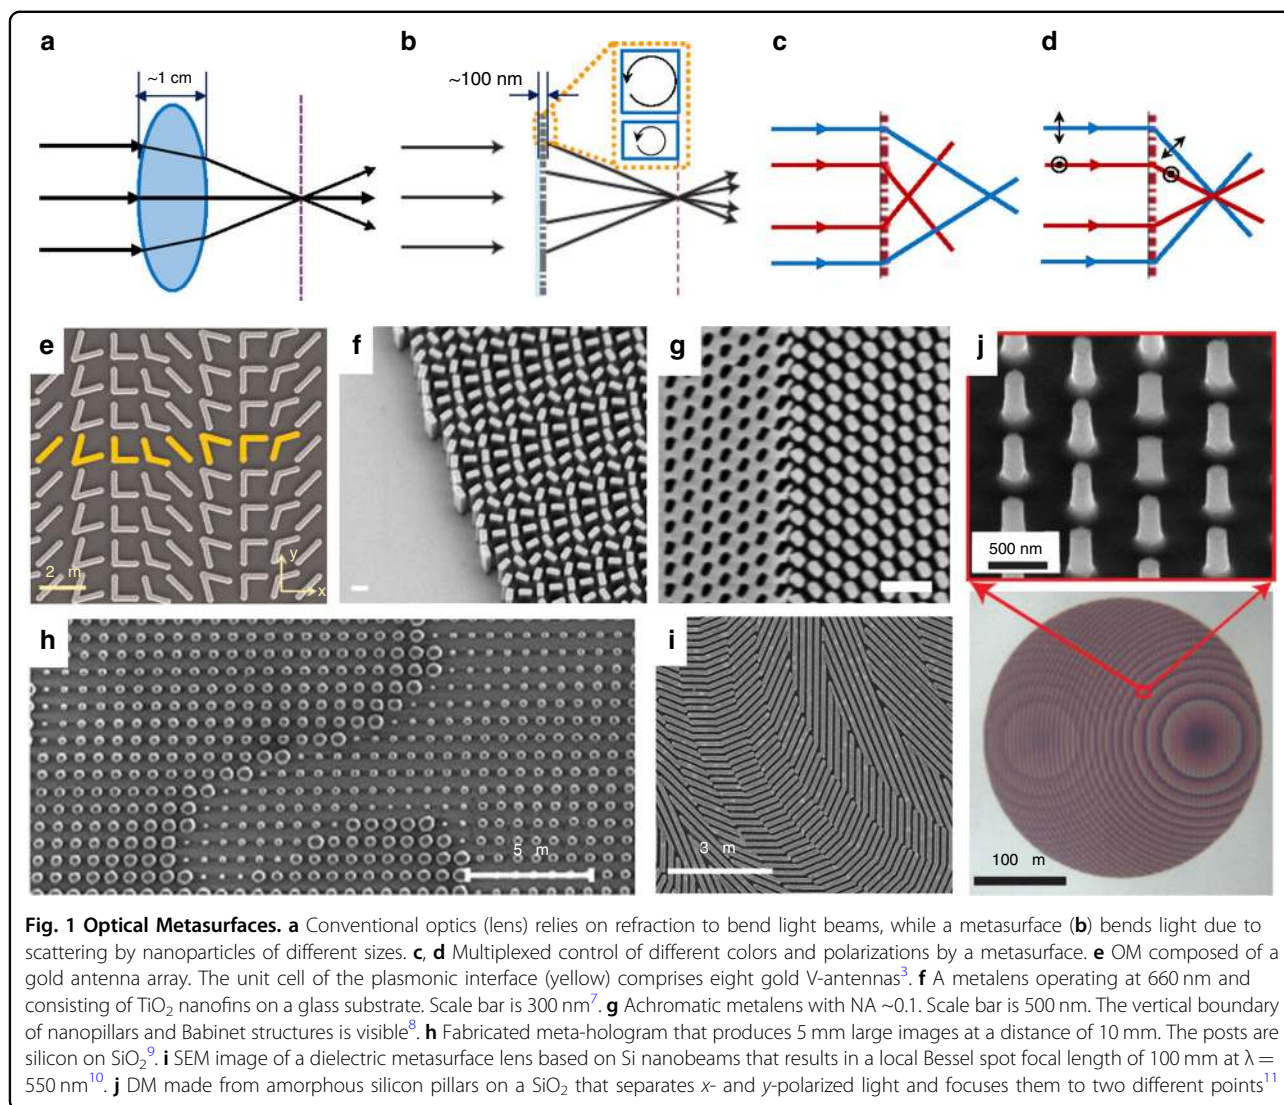 a
b
c
d
~1 cm
~100 nm
e
f
g
j
2 m
y
x
500 nm
h
i
5 m
3 m
100 m
Fig. 1 Optical Metasurfaces. a Conventional optics (lens) relies on refraction to bend light beams, while a metasurface (b) bends light due to
scattering by nanoparticles of different sizes. c, d Multiplexed control of different colors and polarizations by a metasurface. e OM composed of a
gold antenna array. The unit cell of the plasmonic interface (yellow) comprises eight gold V-antennas3. f A metalens operating at 660 nm and
consisting of TiO2 nanofins on a glass substrate. Scale bar is 300 nm7. g Achromatic metalens with NA ~0.1. Scale bar is 500 nm. The vertical boundary
of nanopillars and Babinet structures is visible8. h Fabricated meta-hologram that produces 5 mm large images at a distance of 10 mm. The posts are
silicon on SiO2 9. i SEM image of a dielectric metasurface lens based on Si nanobeams that results in a local Bessel spot focal length of 100 mm at λ =
550 nm10. j DM made from amorphous silicon pillars on a SiO2 that separates x- and y-polarized light and focuses them to two different points11